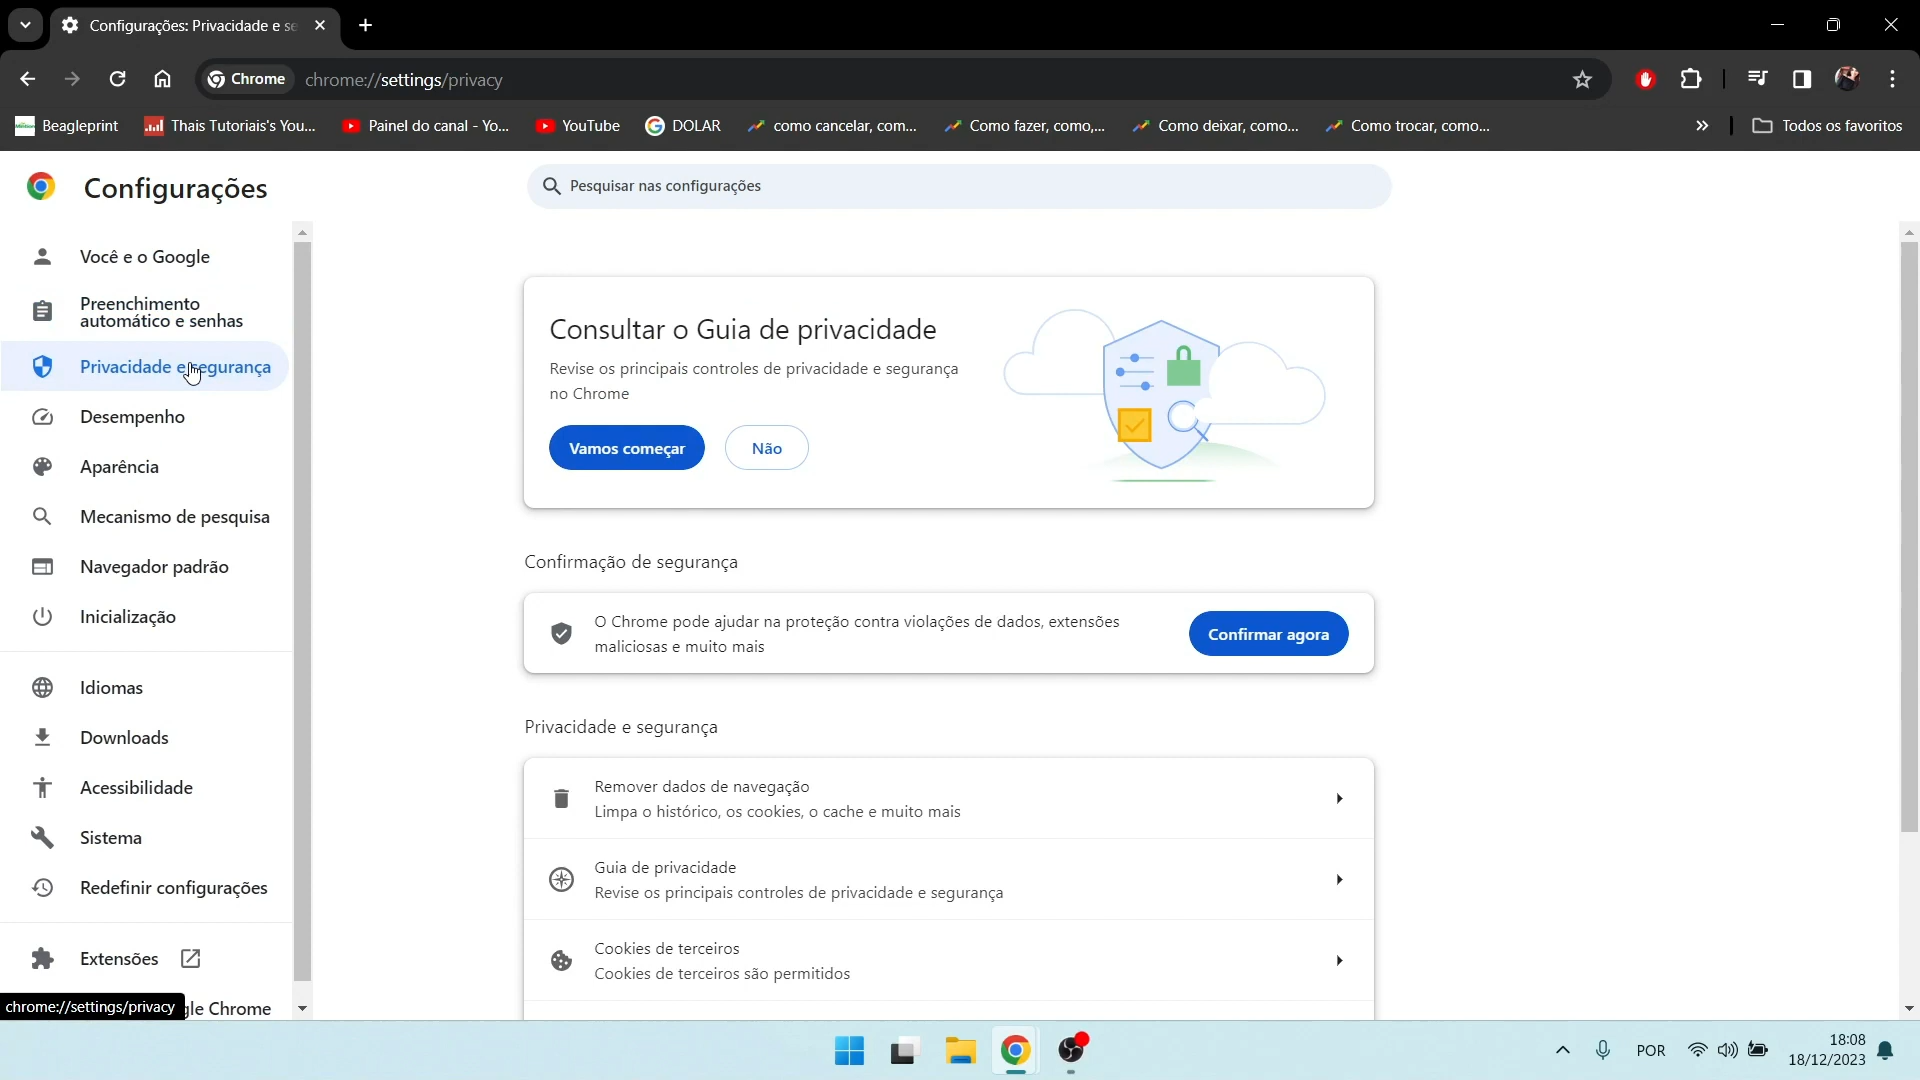 Configurações: Privacidade e se
Chrome
chrome://settings/privacy
Beagleprint
Thais Tutoriais's You...
Painel do canal - Yo...
YouTube
DOLAR
como cancelar, com...
Como fazer, como,...
Como deixar, como...
Como trocar, como...
»
Todos os favoritos
Configurações
Pesquisar nas configurações
Você e o Google
Preenchimento
automático e senhas
Privacidade e segurança
Desempenho
Aparência
Mecanismo de pesquisa
Navegador padrão
Inicialização
Idiomas
Downloads
Acessibilidade
Sistema
Redefinir configurações
Extensões
gle Chrome
chrome://settings/privacy
Consultar o Guia de privacidade
Revise os principais controles de privacidade e segurança
no Chrome
Vamos começar
Não
Confirmação de segurança
O Chrome pode ajudar na proteção contra violações de dados, extensões
maliciosas e muito mais
Confirmar agora
Privacidade e segurança
Remover dados de navegação
Limpa o histórico, os cookies, o cache e muito mais
Guia de privacidade
Revise os principais controles de privacidade e segurança
Cookies de terceiros
Cookies de terceiros são permitidos
POR
18:08
18/12/2023